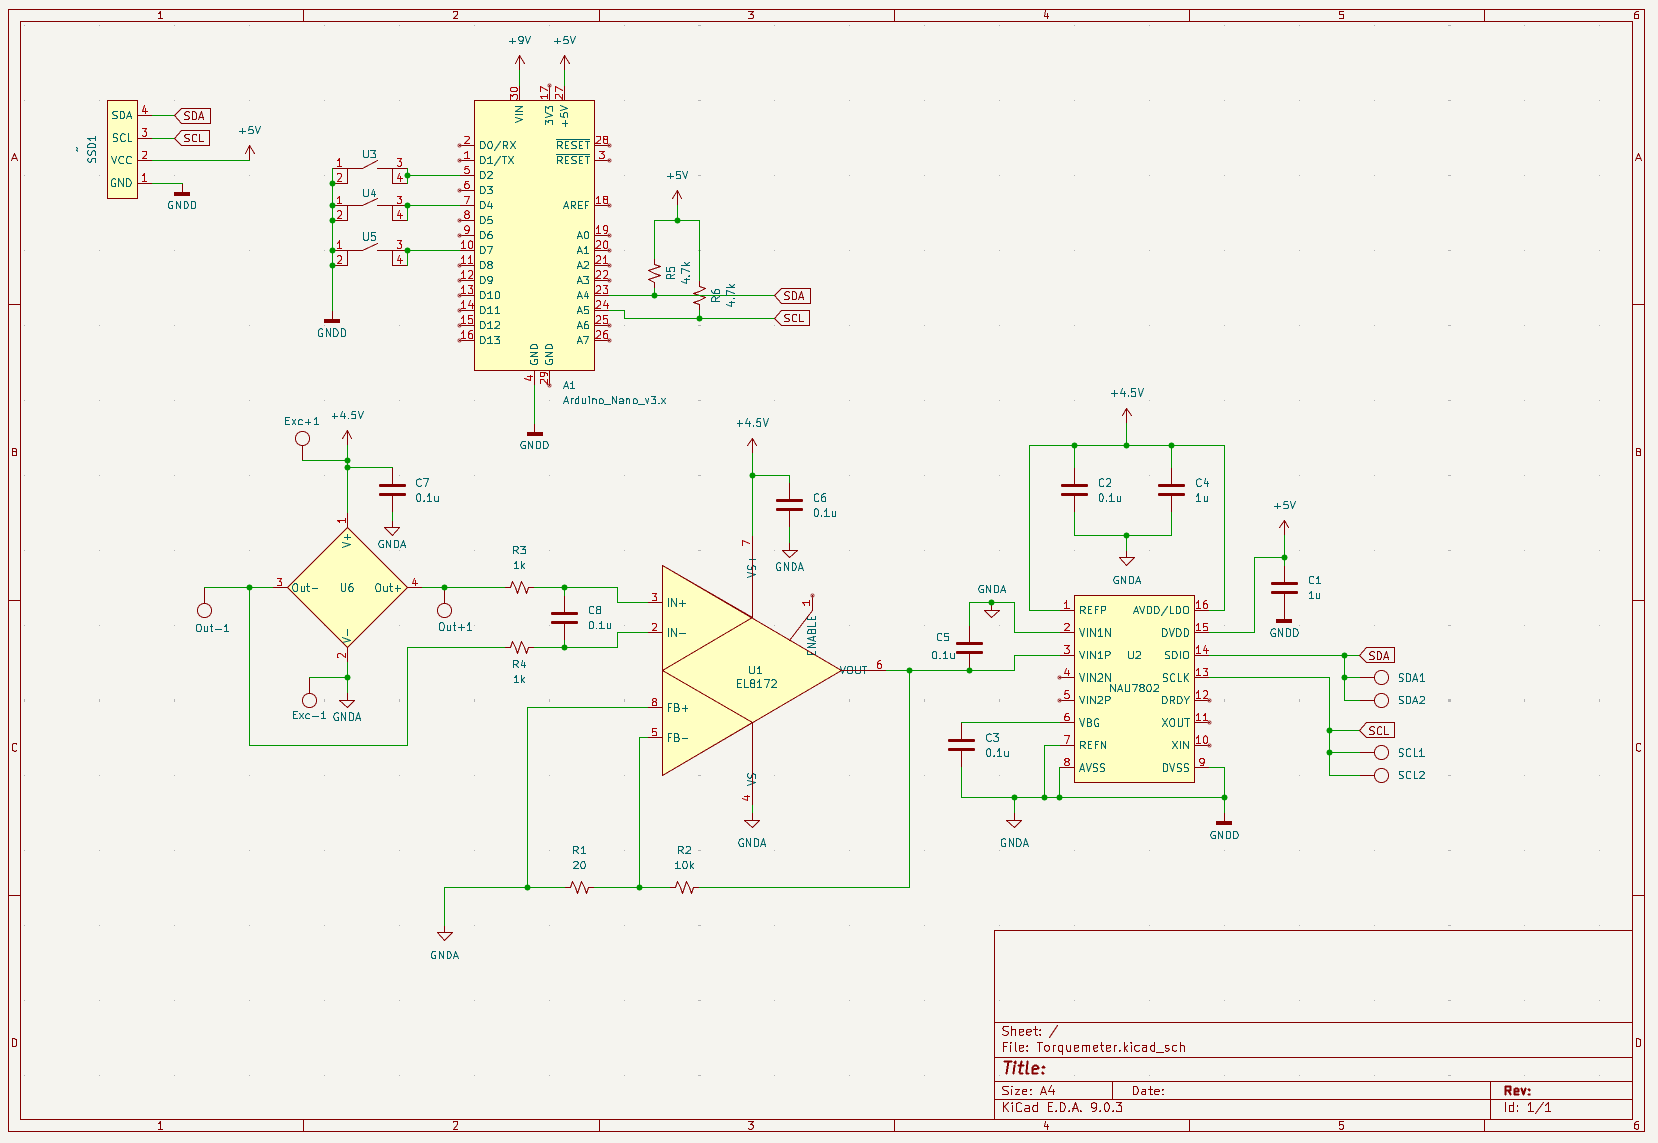 1 2 3 4 5 6
A
B
C
D
A
B
C
D
1 2 3 4 5 6
SDA 4 SDA
SCL 3 SCL
VCC 2 +5V
GND 1
GNDD
SSD1
~
+9V +5V
30 17 27
VIN 3V3 +5V
2 D0/RX
1 D1/TX
5 D2
6 D3
7 D4
8 D5
9 D6
10 D7
11 D8
12 D9
13 D10
14 D11
15 D12
16 D13
RESET 28
RESET 3
AREF 18
A0 19
A1 20
A2 21
A3 22
A4 23
A5 24
A6 25
A7 26
GND GND
4 29
A1
Arduino_Nano_v3.x
GNDD
U3
1 3
2 4
U4
1 3
2 4
U5
1 3
2 4
GNDD
+5V
R5
4.7k
R6
4.7k
SDA
SCL
Exc+1 +4.5V
C7
0.1u
GNDA
1
V+
3 Out- U6 Out+ 4
V-
2
Out-1
Out+1
Exc-1 GNDA
R3
1k
C8
0.1u
R4
1k
+4.5V
C6
0.1u
GNDA
7
+SV
3 IN+
2 IN-
ENABLE 1
U1
EL8172
VOUT 6
8 FB+
5 FB-
4
GNDA
R1
20
R2
10k
GNDA
+4.5V
C2
0.1u
C4
1u
GNDA
+5V
C1
1u
GNDD
GNDA
C5
0.1u
C3
0.1u
1 REFP
2 VIN1N
3 VIN1P
4 VIN2N
5 VIN2P
6 VBG
7 REFN
8 AVSS
U2
NAU7802
AVDD/LDO 16
DVDD 15
SDIO 14
SCLK 13
DRDY 12
XOUT 11
XIN 10
DVSS 9
SDA
SDA1
SDA2
SCL
SCL1
SCL2
GNDA
GNDD
Sheet: /
File: Torquemeter.kicad_sch
Title:
Size: A4 Date: Rev:
KiCad E.D.A. 9.0.3 Id: 1/1